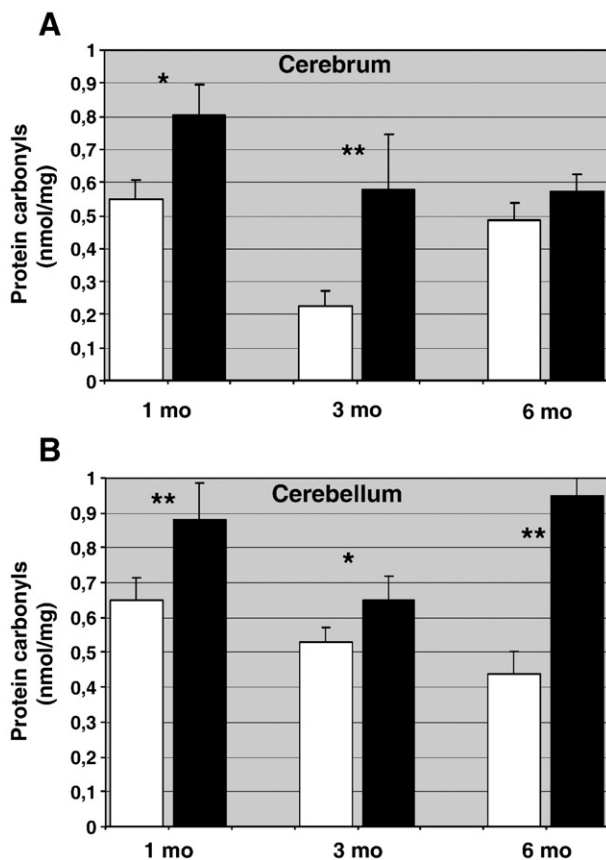 A
Cerebrum
Protein carbonyls
(nmol/mg)
1
0,9
0,8
0,7
0,6
0,5
0,4
0,3
0,2
0,1
0
*
**
1 mo
3 mo
6 mo
B
Cerebellum
Protein carbonyls
(nmol/mg)
1
0,9
0,8
0,7
0,6
0,5
0,4
0,3
0,2
0,1
0
**
*
**
1 mo
3 mo
6 mo